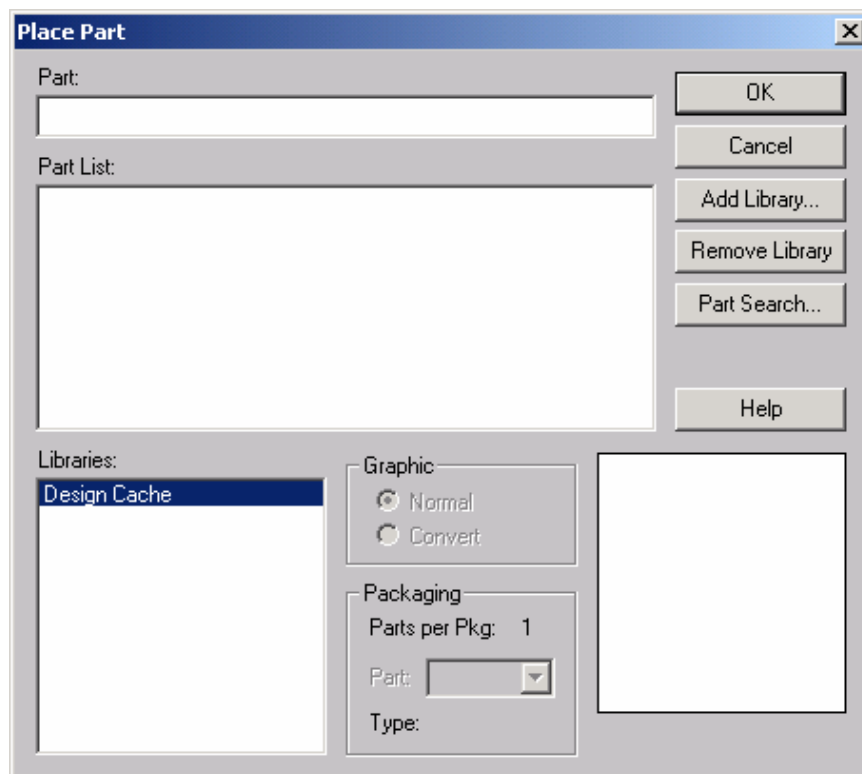 Place Part
Part:
OK
Cancel
Part List:
Add Library...
Remove Library
Part Search...
Help
Libraries:
Design Cache
Graphic
Normal
Convert
Packaging
Parts per Pkg: 1
Part:
Type: